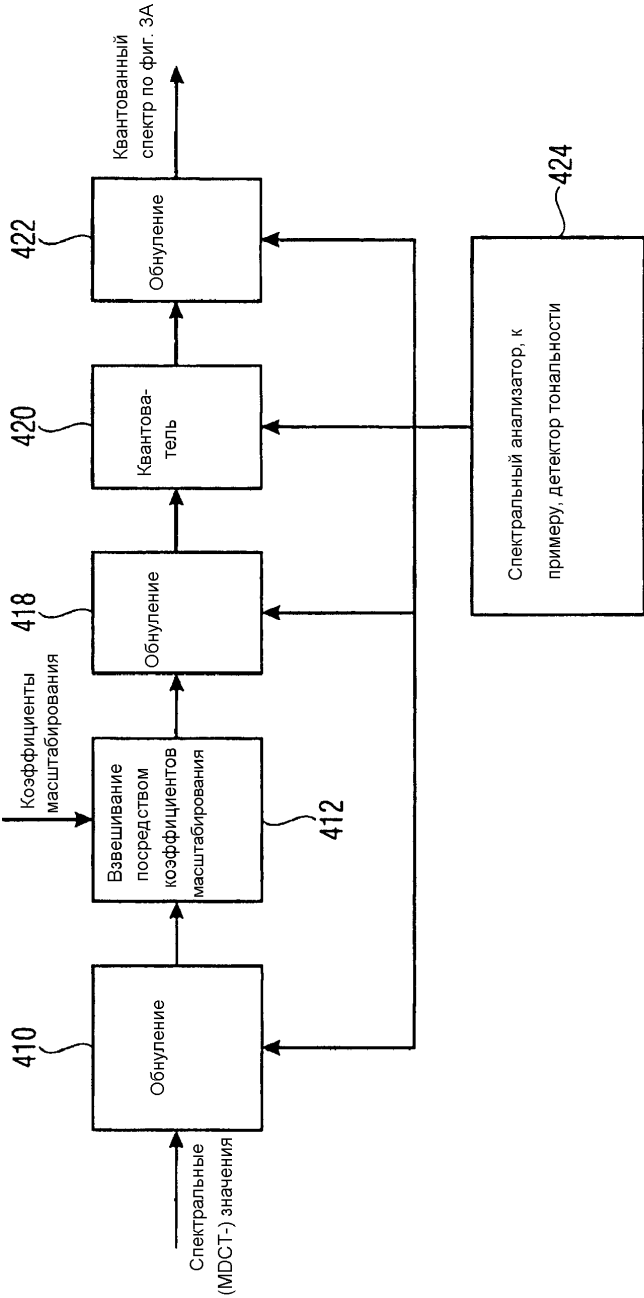 Спектральные
(MDCT-) значения
410
Обнуление
Коэффициенты
масштабирования
Взвешивание
посредством
коэффициентов
масштабирования
412
418
Обнуление
420
Квантова-
тель
422
Обнуление
Квантованный
спектр по фиг. 3А
424
Спектральный анализатор, к
примеру, детектор тональности